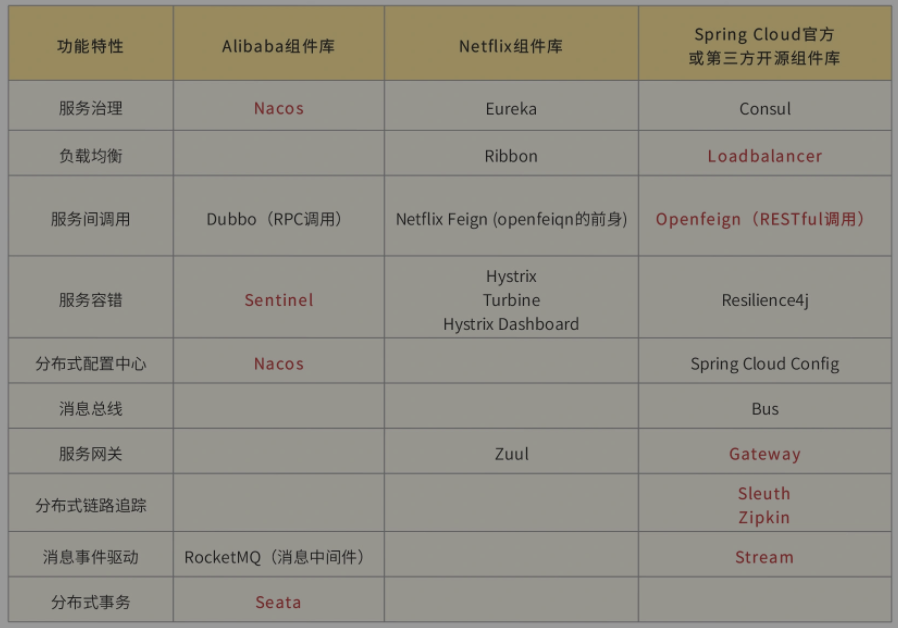 功能特性
Alibaba组件库
Netflix组件库
Spring Cloud官方
或第三方开源组件库
服务治理
Nacos
Eureka
Consul
负载均衡
Ribbon
Loadbalancer
服务间调用
Dubbo（RPC调用）
Netflix Feign (openfeiqn的前身)
Openfeign（RESTful调用）
服务容错
Sentinel
Hystrix
Turbine
Hystrix Dashboard
Resilience4j
分布式配置中心
Nacos
Spring Cloud Config
消息总线
Bus
服务网关
Zuul
Gateway
分布式链路追踪
Sleuth
Zipkin
消息事件驱动
RocketMQ（消息中间件）
Stream
分布式事务
Seata